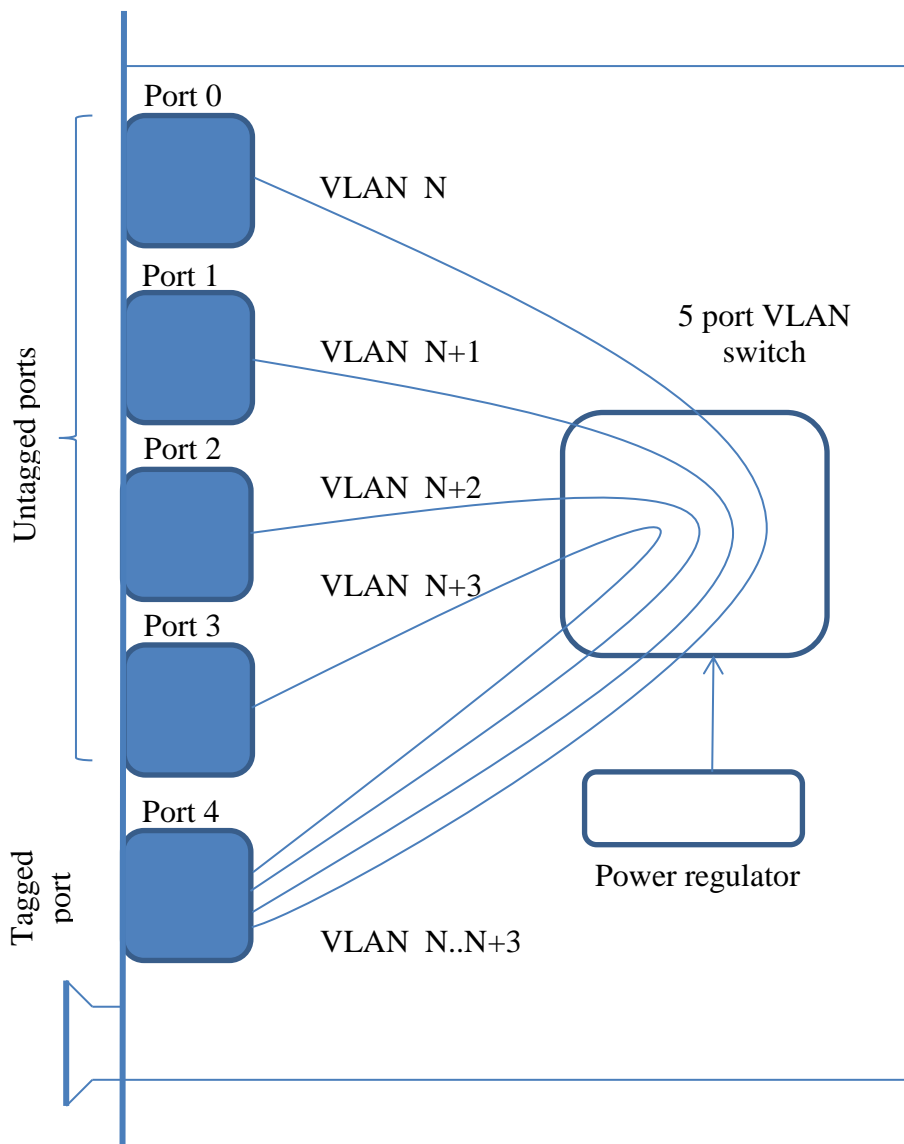 Port 0
VLAN N
Port 1
5 port VLAN
switch
VLAN N+1
Untagged ports
Port 2
VLAN N+2
VLAN N+3
Port 3
Port 4
Power regulator
Tagged
port
VLAN N..N+3